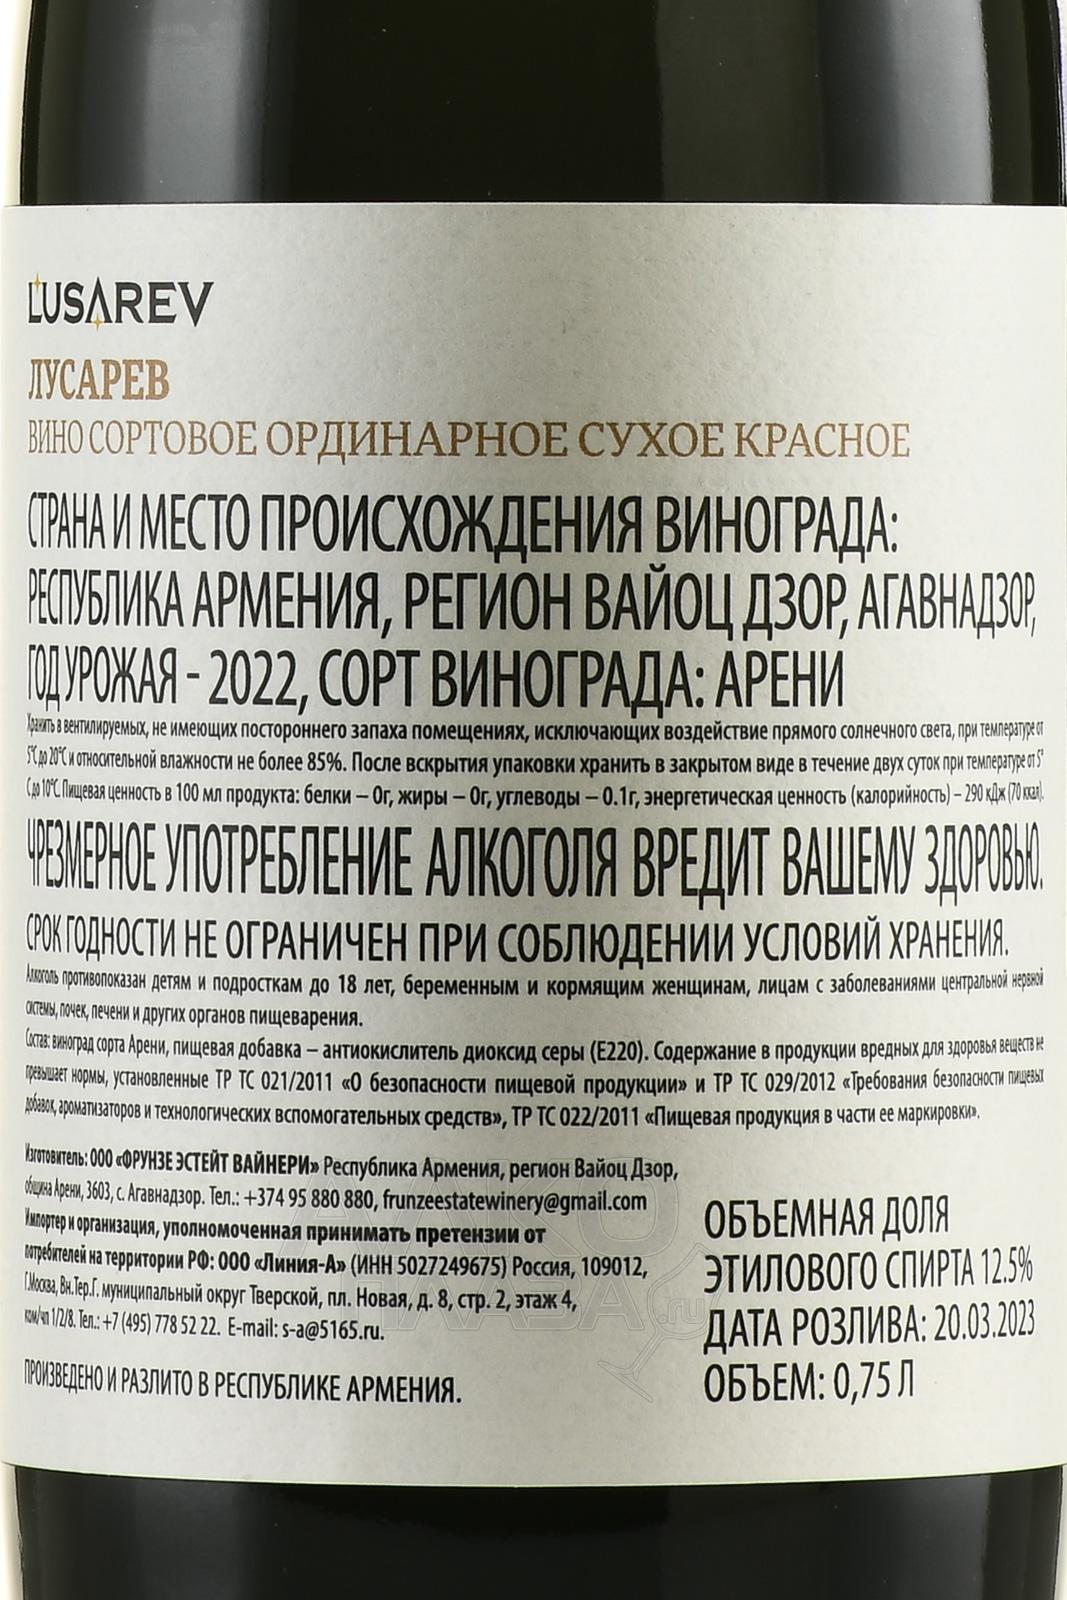 LUSAREV
ЛУСАРЕВ
ВИНО СОРТОВОЕ ОРДИНАРНОЕ СУХОЕ КРАСНОЕ
СТРАНА И МЕСТО ПРОИСХОЖДЕНИЯ ВИНОГРАДА:
РЕСПУБЛИКА АРМЕНИЯ, РЕГИОН ВАЙОЦ ДЗОР, АГАВНАДЗОР,
ГОД УРОЖАЯ - 2022, СОРТ ВИНОГРАДА: АРЕНИ
Хранить в вентилируемых, не имеющих постороннего запаха помещениях, исключающих воздействие прямого солнечного света, при температуре от
5°С до 20°С и относительной влажности не более 85%. После вскрытия упаковки хранить в закрытом виде в течение двух суток при температуре от 5°
С до 10°С. Пищевая ценность в 100 мл продукта: белки – 0г, жиры – 0г, углеводы – 0.1г, энергетическая ценность (калорийность) – 290 кДж (70 ккал).
ЧРЕЗМЕРНОЕ УПОТРЕБЛЕНИЕ АЛКОГОЛЯ ВРЕДИТ ВАШЕМУ ЗДОРОВЬЮ.
СРОК ГОДНОСТИ НЕ ОГРАНИЧЕН ПРИ СОБЛЮДЕНИИ УСЛОВИЙ ХРАНЕНИЯ.
Алкоголь противопоказан детям и подросткам до 18 лет, беременным и кормящим женщинам, лицам с заболеваниями центральной нервной
системы, почек, печени и других органов пищеварения.
Состав: виноград сорта Арени, пищевая добавка – антиокислитель диоксид серы (Е220). Содержание в продукции вредных для здоровья веществ не
превышает нормы, установленные ТР ТС 021/2011 «О безопасности пищевой продукции» и ТР ТС 029/2012 «Требования безопасности пищевых
добавок, ароматизаторов и технологических вспомогательных средств», ТР ТС 022/2011 «Пищевая продукция в части ее маркировки».
Изготовитель: ООО «ФРУНЗЕ ЭСТЕЙТ ВАЙНЕРИ» Республика Армения, регион Вайоц Дзор,
община Арени, 3603, с. Агавнадзор. Тел.: +374 95 880 880, frunzeestatewinery@gmail.com
Импортер и организация, уполномоченная принимать претензии от
потребителей на территории РФ: ООО «Линия-А» (ИНН 5027249675) Россия, 109012,
Г.Москва, Вн.Тер.Г. муниципальный округ Тверской, пл. Новая, д. 8, стр. 2, этаж 4,
ком/чп 1/2/8. Тел.: +7 (495) 778 52 22. E-mail: s-a@5165.ru.
ПРОИЗВЕДЕНО И РАЗЛИТО В РЕСПУБЛИКЕ АРМЕНИЯ.
ОБЪЕМНАЯ ДОЛЯ
ЭТИЛОВОГО СПИРТА 12.5%
ДАТА РОЗЛИВА: 20.03.2023
ОБЪЕМ: 0,75 Л
АЛКО
ПЛАЗА.ru